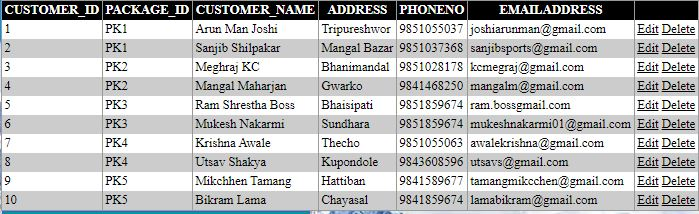 CUSTOMER_ID PACKAGE_ID CUSTOMER_NAME ADDRESS PHONENO EMAILADDRESS
1 PK1 Arun Man Joshi Tripureshwor 9851055037 joshiarunman@gmail.com Edit Delete
2 PK1 Sanjib Shilpakar Mangal Bazar 9851037368 sanjibsports@gmail.com Edit Delete
3 PK2 Meghraj KC Bhanimandal 9851028178 kcmegraj@gmail.com Edit Delete
4 PK2 Mangal Maharjan Gwarko 9841468250 mangalm@gmail.com Edit Delete
5 PK3 Ram Shrestha Boss Bhaisipati 9851859674 ram.bossgmail.com Edit Delete
6 PK3 Mukesh Nakarmi Sundhara 9851859674 mukeshnakarmi01@gmail.com Edit Delete
7 PK4 Krishna Awale Thecho 9851055063 awalekrishna@gmail.com Edit Delete
8 PK4 Utsav Shakya Kupondole 9843608596 utsavs@gmail.com Edit Delete
9 PK5 Mikchhen Tamang Hattiban 9841589677 tamangmikcchen@gmail.com Edit Delete
10 PK5 Bikram Lama Chayasal 9841859674 lamabikram@gmail.com Edit Delete